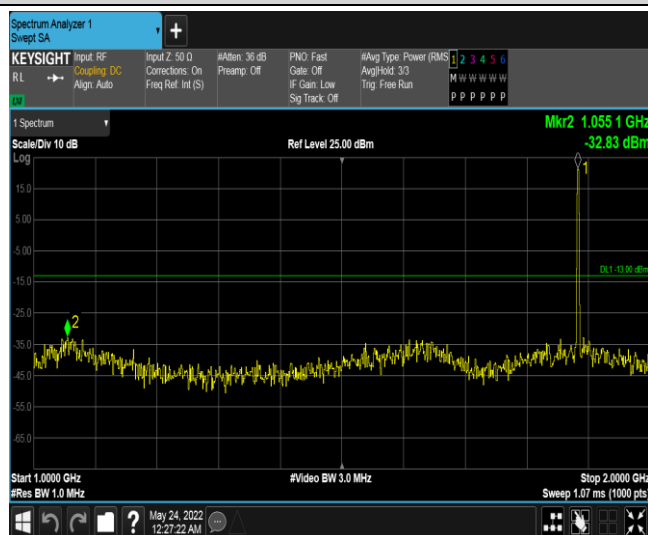 Spectrum Analyzer 1
Swept SA
+
KEYSIGHT
RL
Input: RF
Coupling: DC
Align: Auto
Input Z: 50 Ω
Corrections: On
Freq Ref: Int (S)
#Atten: 36 dB
Preamp: Off
PNO: Fast
Gate: Off
IF Gain: Low
Sig Track: Off
#Avg Type: Power (RMS
Avg|Hold: 3/3
Trig: Free Run
1 2 3 4 5 6
M W W W W W
P P P P P P
1 Spectrum
Mkr2 1.055 1 GHz
-32.83 dBm
Scale/Div 10 dB
Ref Level 25.00 dBm
Log
15.0
5.00
-5.00
-15.0
-25.0
-35.0
-45.0
-55.0
-65.0
1
DL1 -13.00 dBm
2
Start 1.0000 GHz
#Video BW 3.0 MHz
Stop 2.0000 GHz
#Res BW 1.0 MHz
Sweep 1.07 ms (1000 pts)
?
May 24, 2022
12:27:22 AM